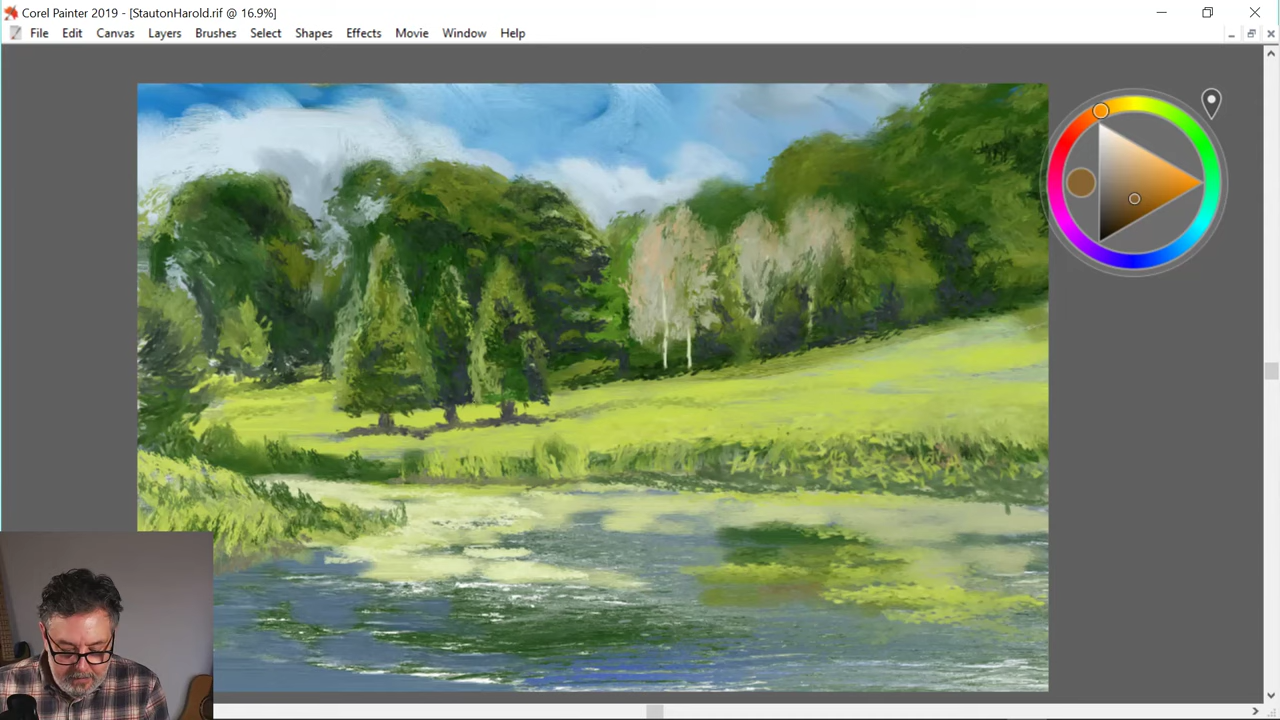 Corel Painter 2019 - [StautonHarold.rif @ 16.9%]
File Edit Canvas Layers Brushes Select Shapes Effects Movie Window Help